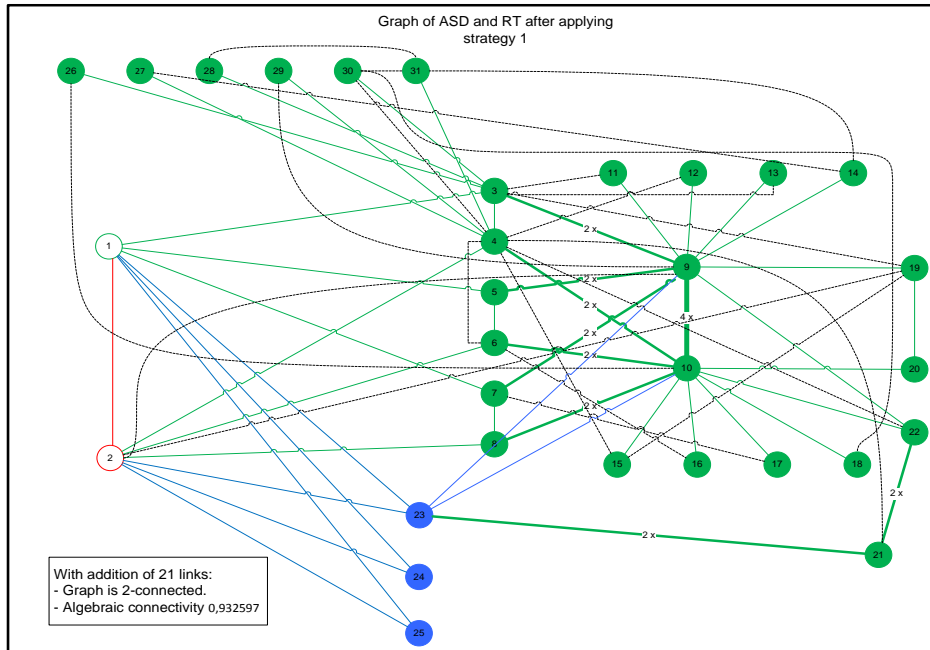 Graph of ASD and RT after applying
strategy 1
26
27
28
29
30
31
3
11
12
13
14
1
4
2 x
9
19
5
2 x
2 x
4 x
6
2 x
2 x
10
20
7
2 x
8
22
2
15
16
17
18
23
2 x
2 x
21
24
25
With addition of 21 links:
- Graph is 2-connected.
- Algebraic connectivity 0,932597